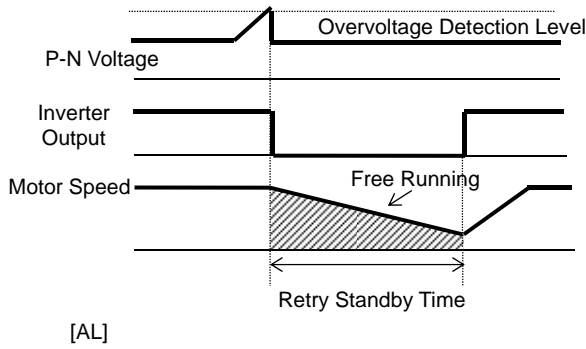 Overvoltage Detection Level
P-N Voltage
Inverter
Output
Motor Speed
Free Running
Retry Standby Time
[AL]